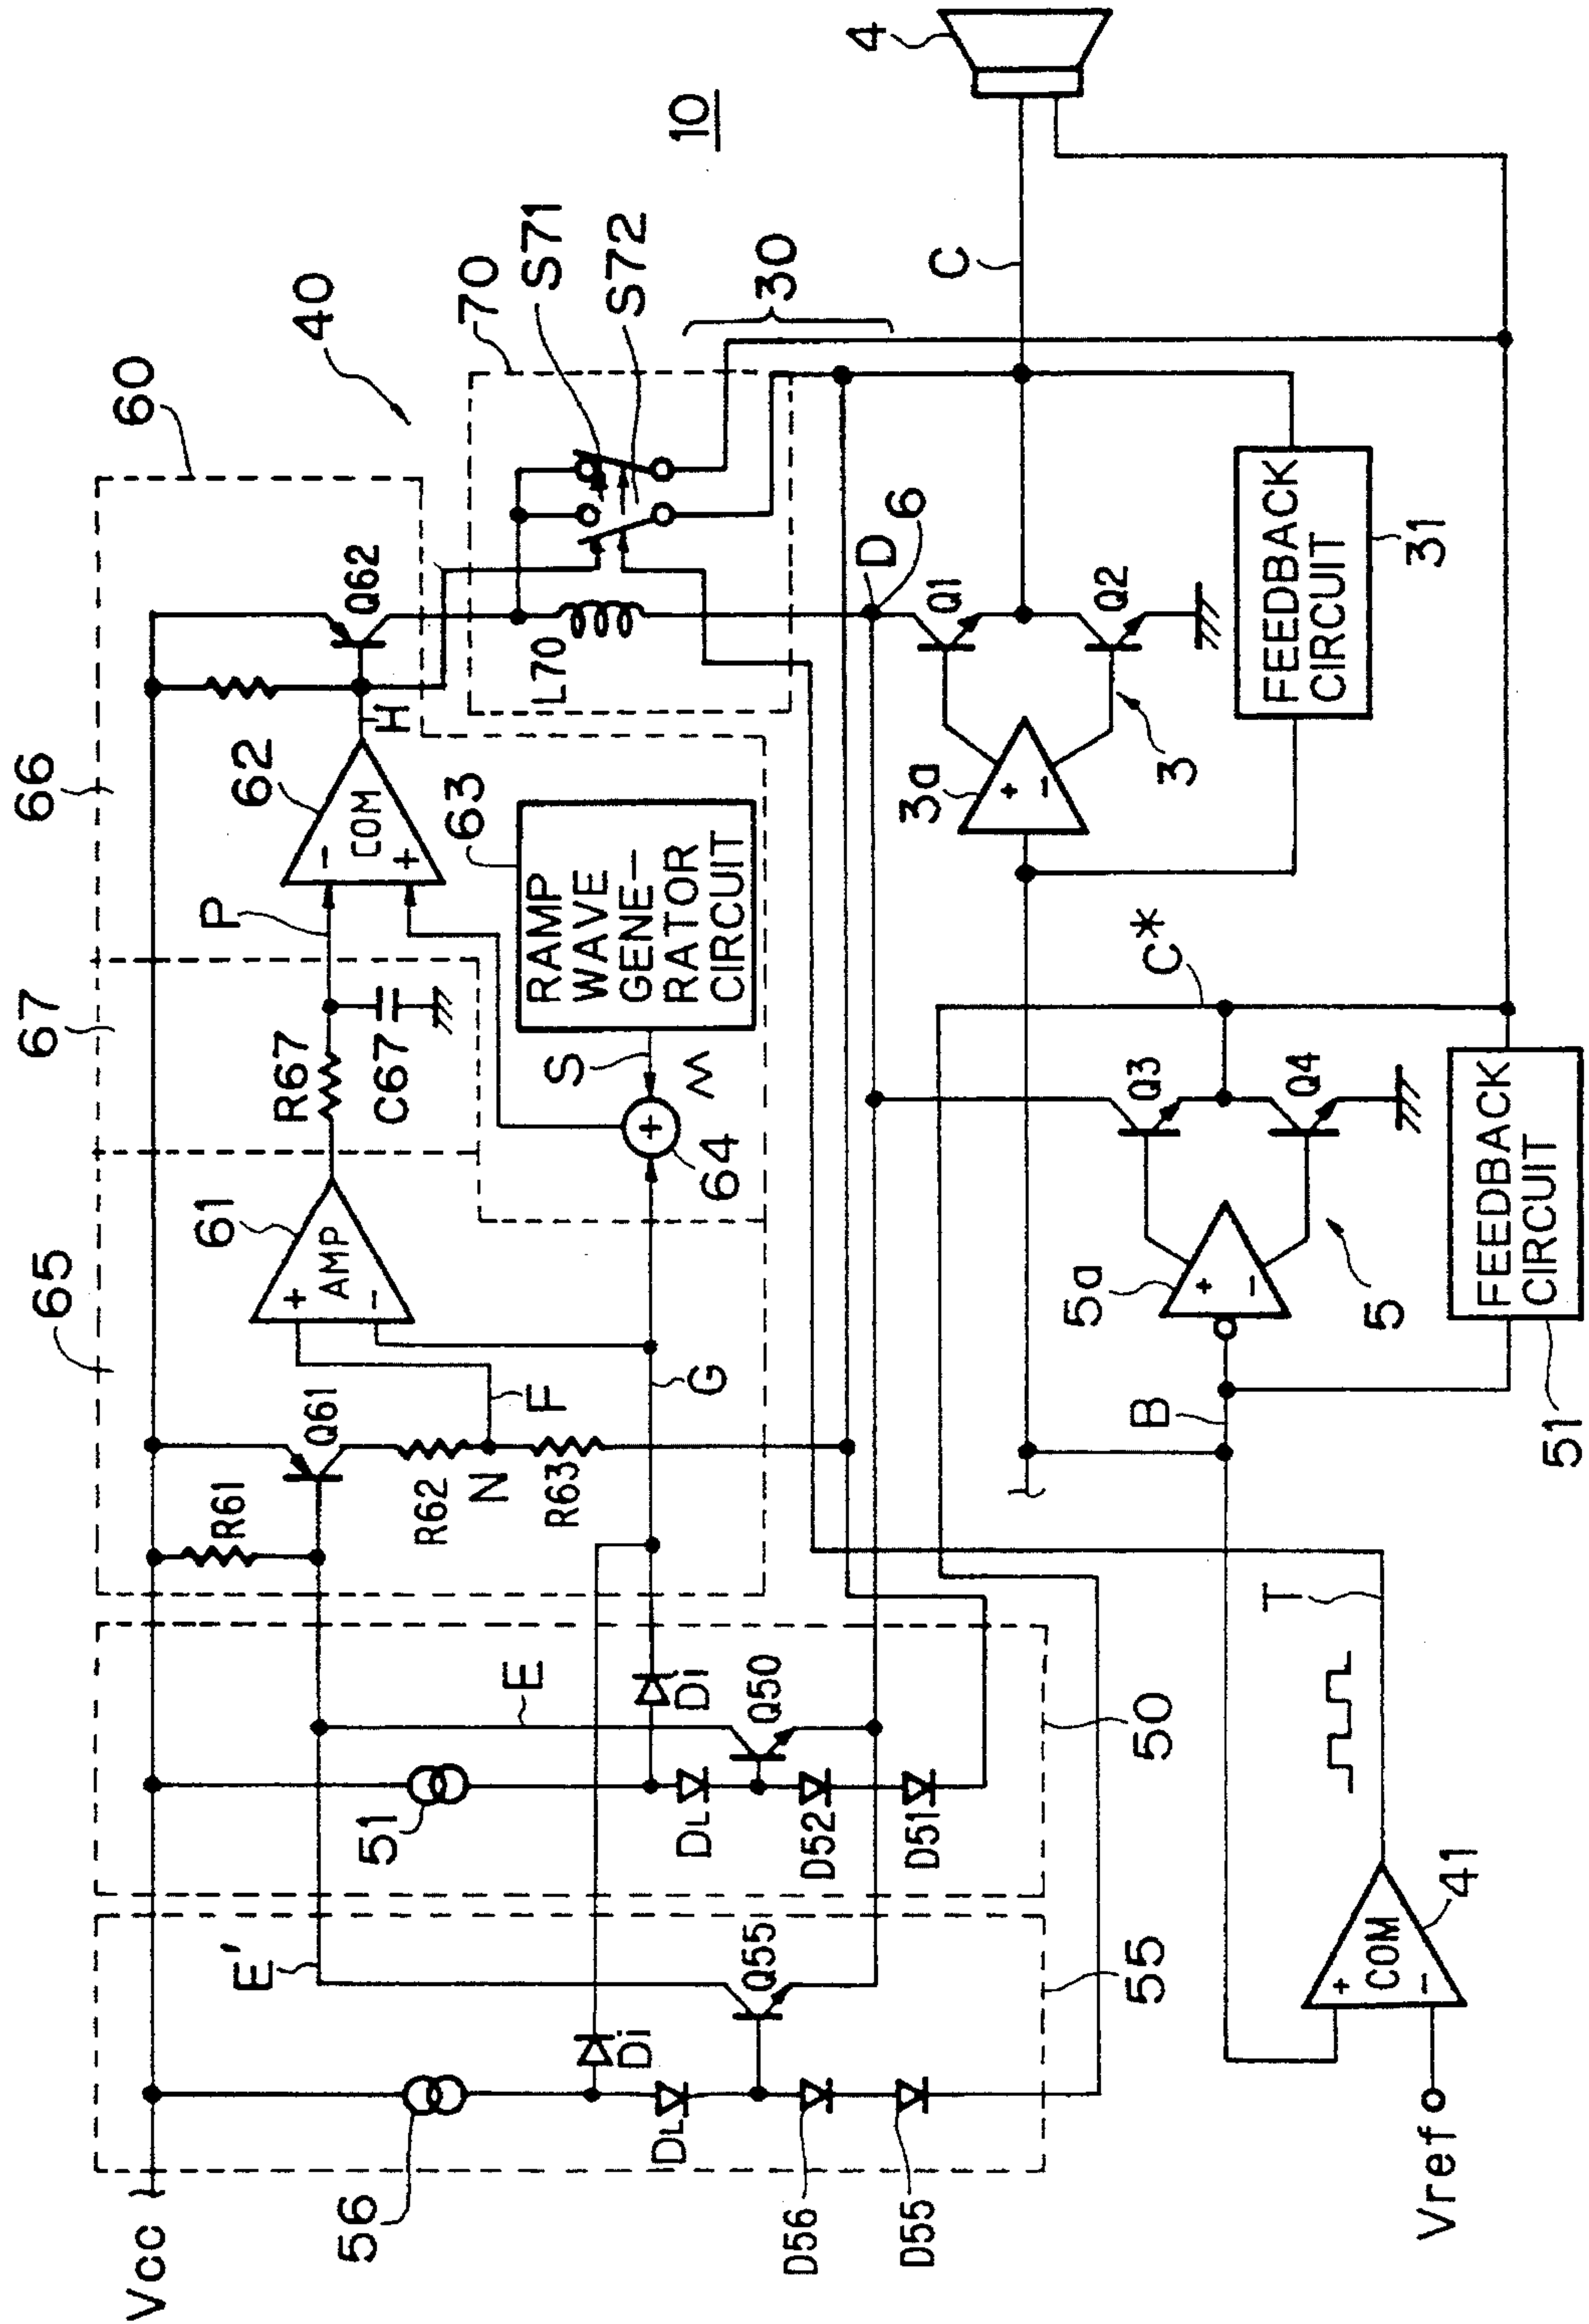 10
66
67
65
60
40
70
S71
S72
30
4
C
Vcc
R61
Q61
R62
N
R63
F
61
+
AMP
-
R67
C67
P
62
-
COM
+
H
Q62
L70
63
RAMP
WAVE
GENE-
RATOR
CIRCUIT
S
+
64
G
E'
E
56
51
Di
Di
DL
DL
Q55
Q50
D56
D55
D52
D51
55
50
D
6
Q1
Q2
3a
+
-
3
FEEDBACK
CIRCUIT
31
C*
Q3
Q4
5a
+
-
5
B
FEEDBACK
CIRCUIT
51
T
41
+
COM
-
Vref